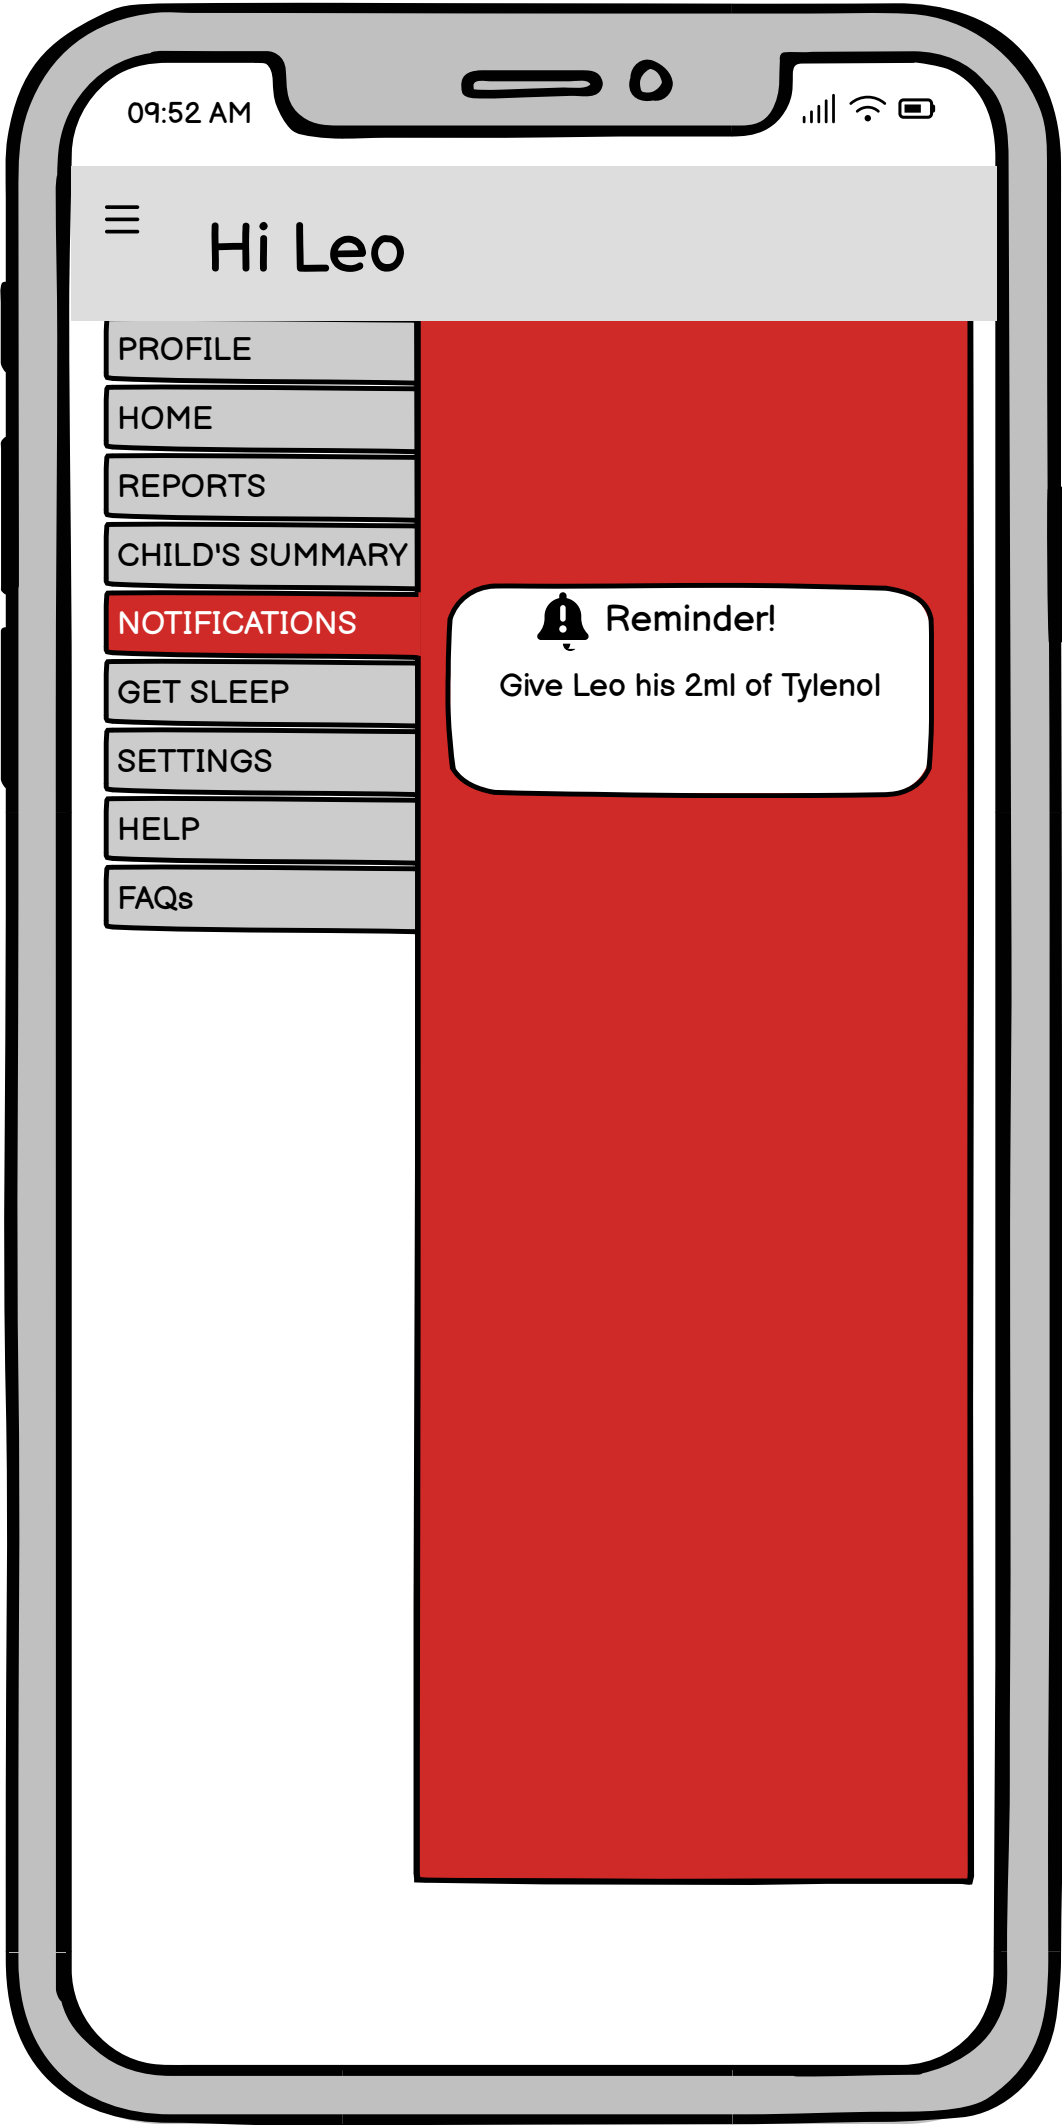 09:52 AM
Hi Leo
PROFILE
HOME
REPORTS
CHILD'S SUMMARY
NOTIFICATIONS
GET SLEEP
SETTINGS
HELP
FAQs
Reminder!
Give Leo his 2ml of Tylenol